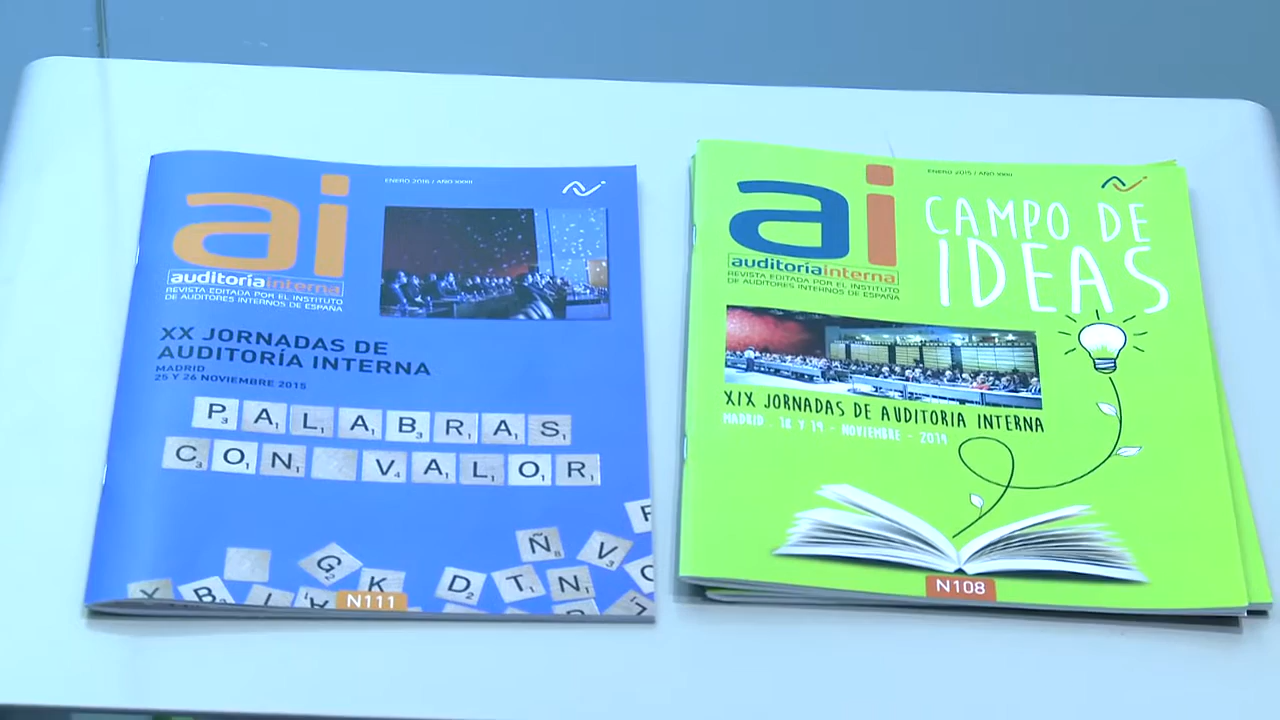 ENERO 2016 / AÑO XXXIII
ai
auditoríainterna
REVISTA EDITADA POR EL INSTITUTO
DE AUDITORES INTERNOS DE ESPAÑA
XX JORNADAS DE
AUDITORÍA INTERNA
MADRID
25 Y 26 NOVIEMBRE 2015
PALABRAS
CON VALOR
N111
ENERO 2015 / AÑO XXXII
ai
auditoríainterna
REVISTA EDITADA POR EL INSTITUTO
DE AUDITORES INTERNOS DE ESPAÑA
CAMPO DE
IDEAS
XIX JORNADAS DE AUDITORIA INTERNA
MADRID . 18 Y 19 - NOVIEMBRE - 2014
N108